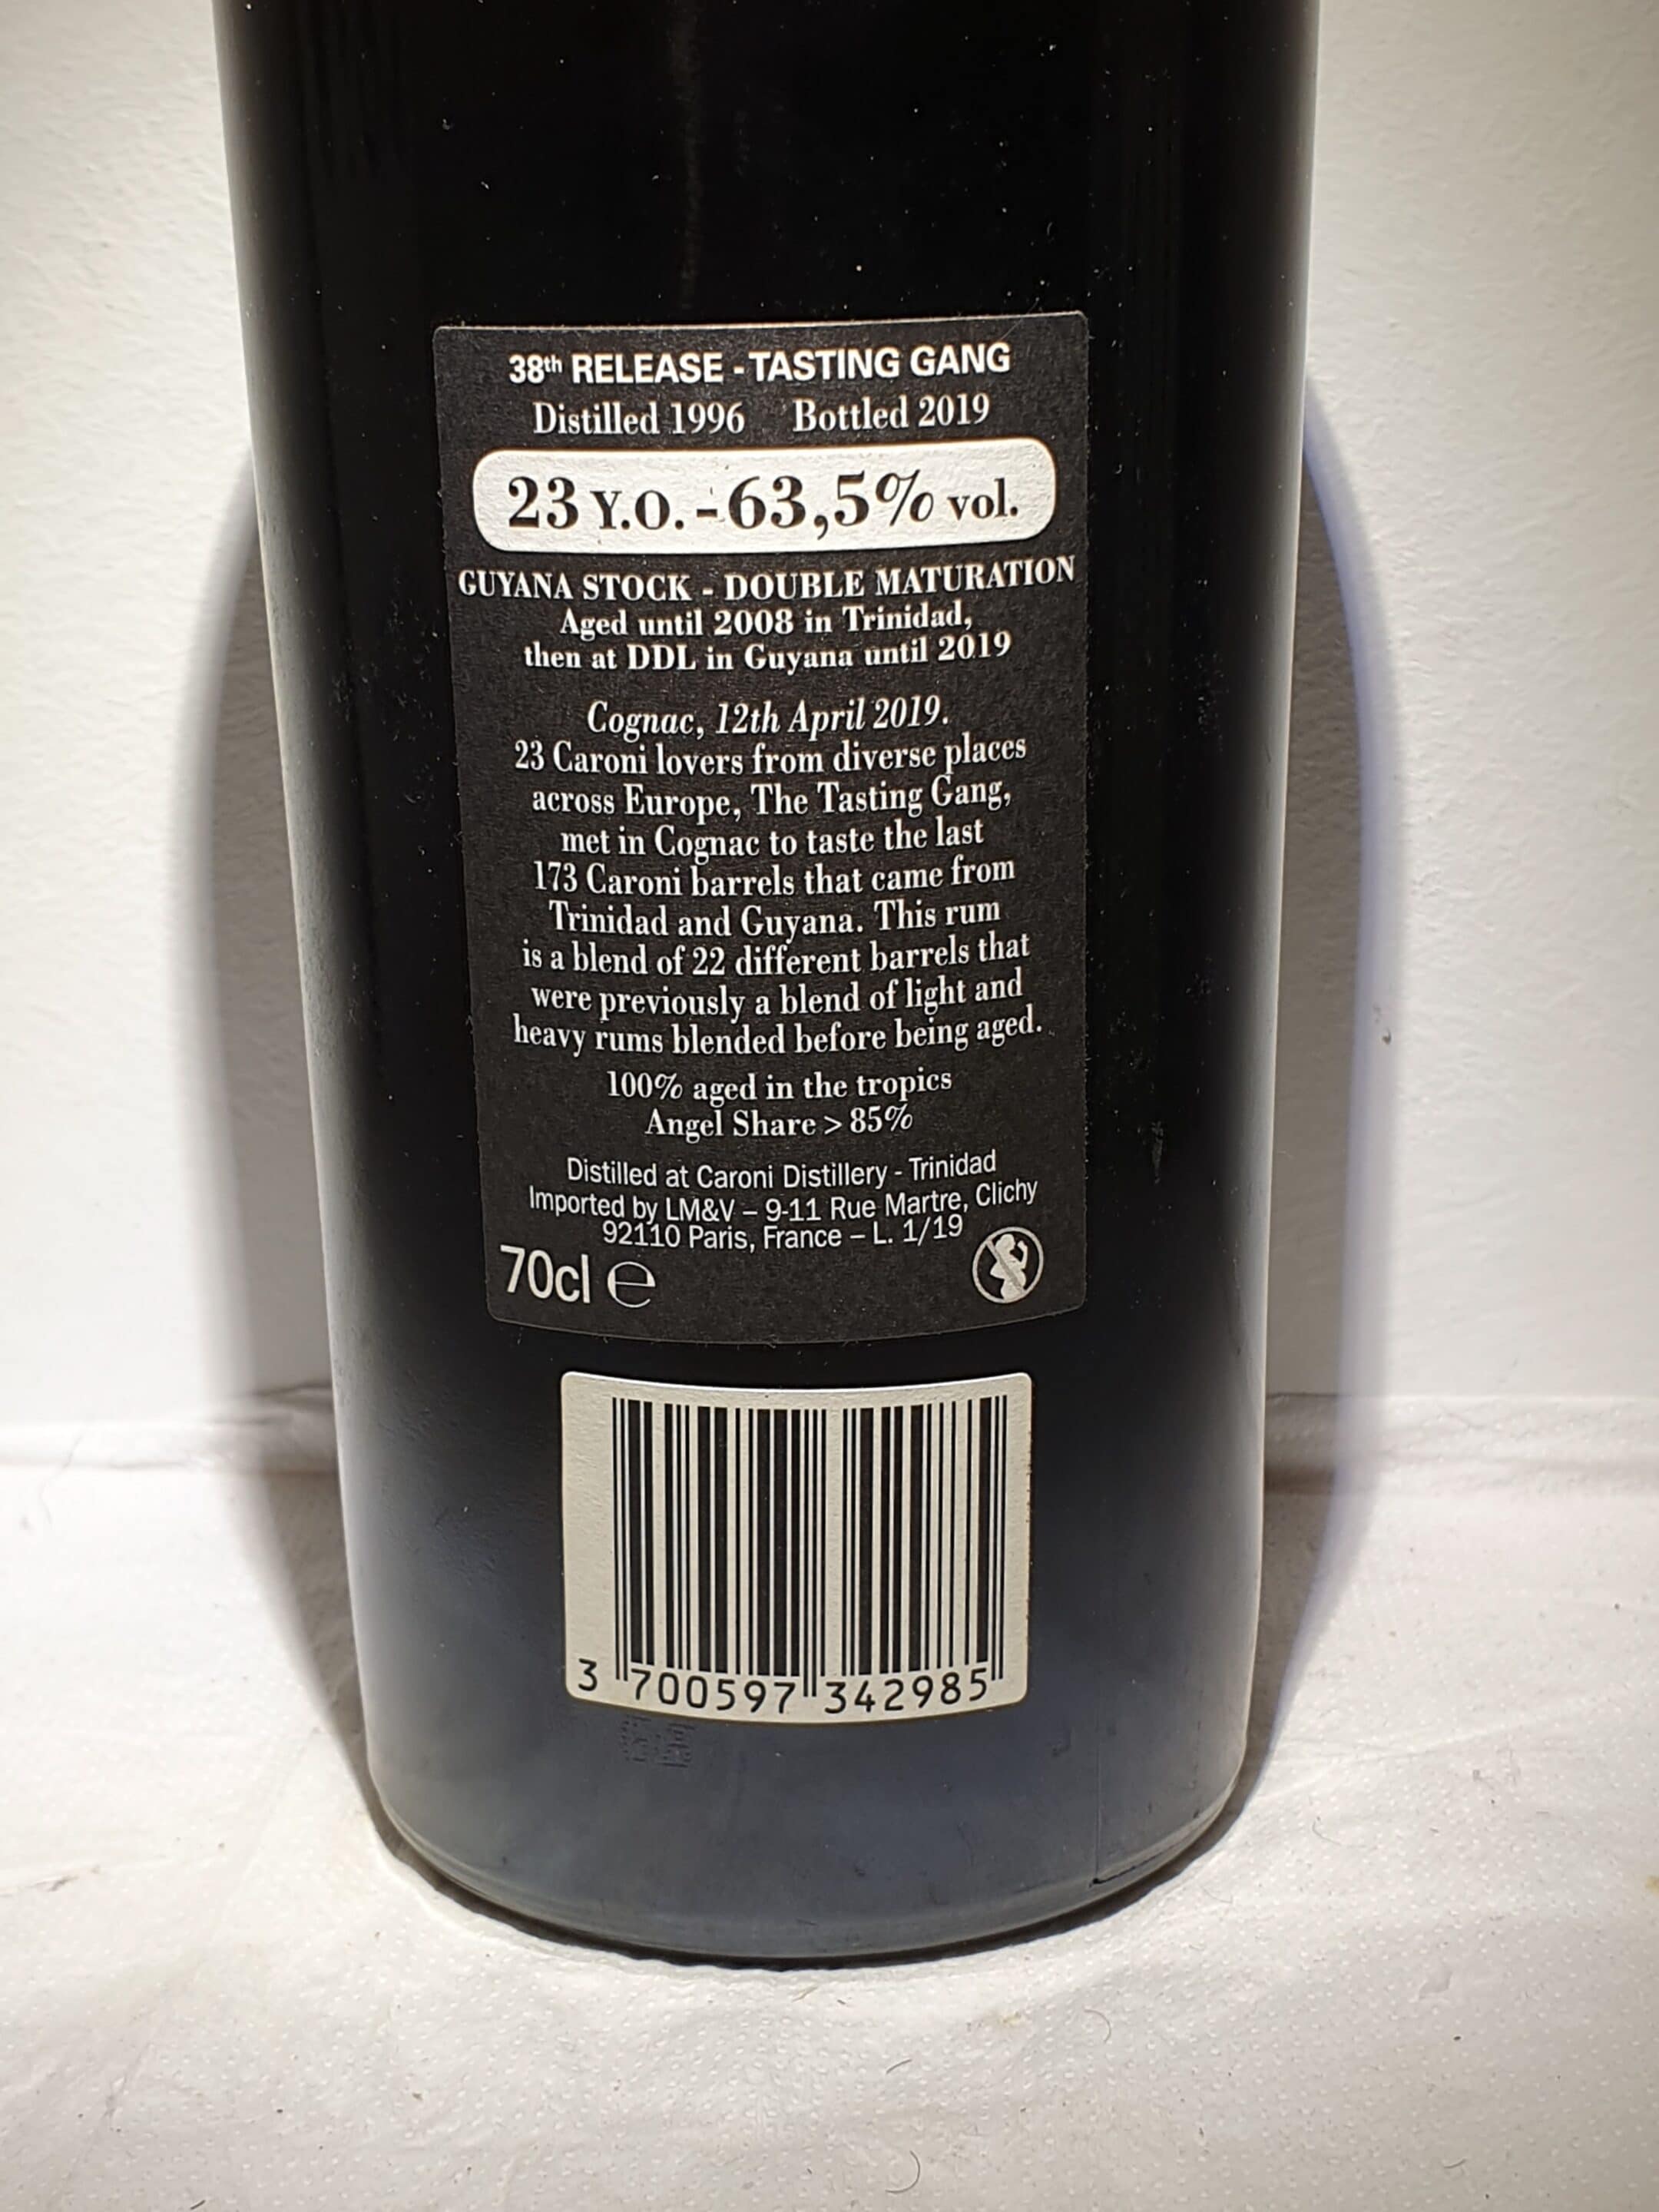 38th RELEASE - TASTING GANG
Distilled 1996 Bottled 2019
23 Y.O. - 63,5% vol.
GUYANA STOCK - DOUBLE MATURATION
Aged until 2008 in Trinidad,
then at DDL in Guyana until 2019
Cognac, 12th April 2019.
23 Caroni lovers from diverse places
across Europe, The Tasting Gang,
met in Cognac to taste the last
173 Caroni barrels that came from
Trinidad and Guyana. This rum
is a blend of 22 different barrels that
were previously a blend of light and
heavy rums blended before being aged.
100% aged in the tropics
Angel Share > 85%
Distilled at Caroni Distillery - Trinidad
Imported by LM&V – 9-11 Rue Martre, Clichy
92110 Paris, France – L. 1/19
70cl ℮
3 700597 342985